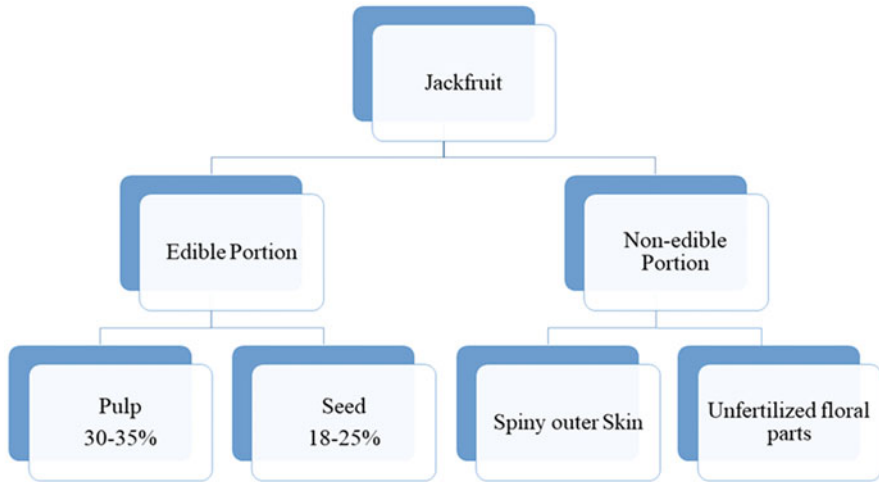 Jackfruit
Edible Portion
Non-edible
Portion
Pulp
30-35%
Seed
18-25%
Spiny outer Skin
Unfertilized floral
parts